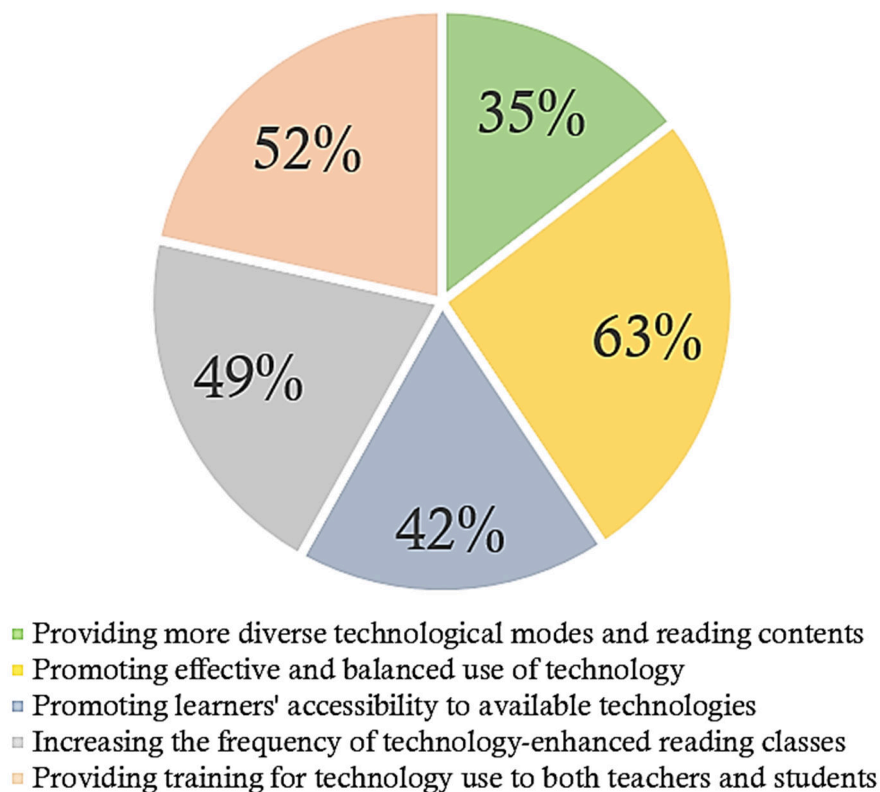 35%
52%
63%
49%
42%
Providing more diverse technological modes and reading contents
Promoting effective and balanced use of technology
Promoting learners' accessibility to available technologies
Increasing the frequency of technology-enhanced reading classes
Providing training for technology use to both teachers and students